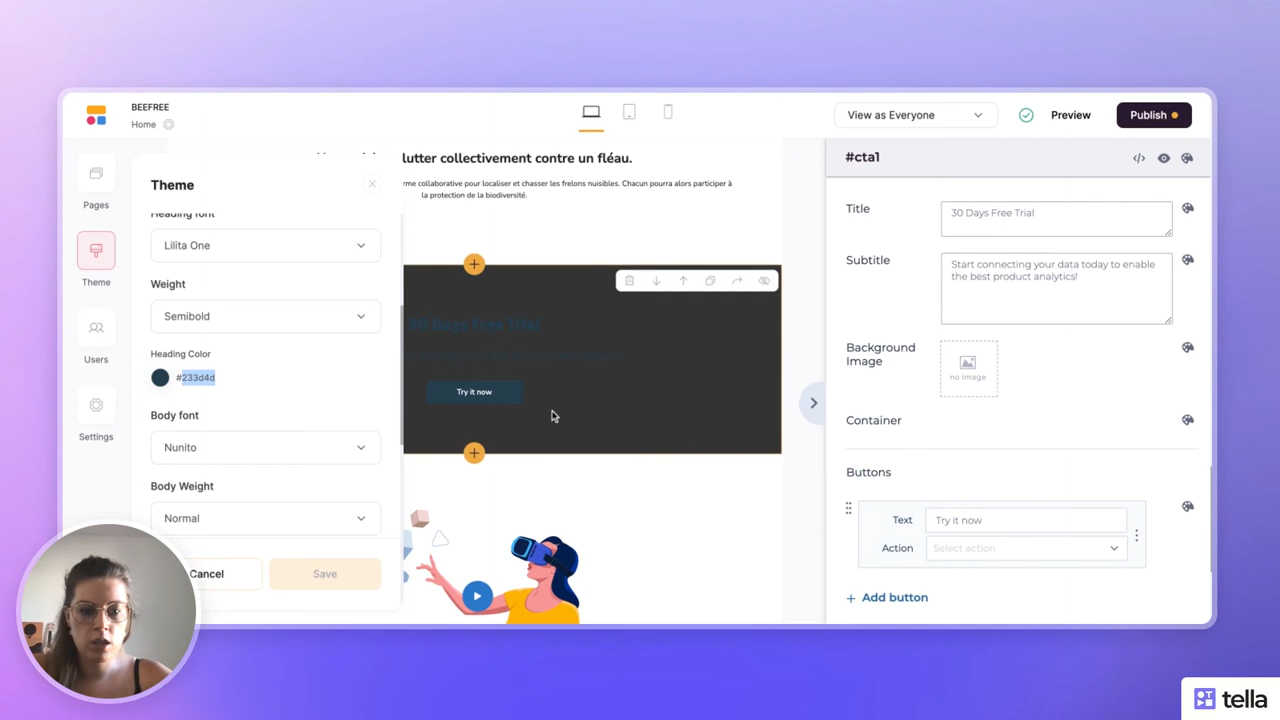 BEEFREE
Home
View as Everyone
Preview
Publish
Pages
Theme
Users
Settings
Theme
Heading font
Lilita One
Weight
Semibold
Heading Color
#233d4d
Body font
Nunito
Body Weight
Normal
Cancel
Save
lutter collectivement contre un fléau.
rme collaborative pour localiser et chasser les frelons nuisibles. Chacun pourra alors participer à
la protection de la biodiversité.
30 Days Free Trial
Try it now
#cta1
Title
30 Days Free Trial
Subtitle
Start connecting your data today to enable
the best product analytics!
Background
Image
no image
Container
Buttons
Text
Try it now
Action
Select action
+ Add button
tella